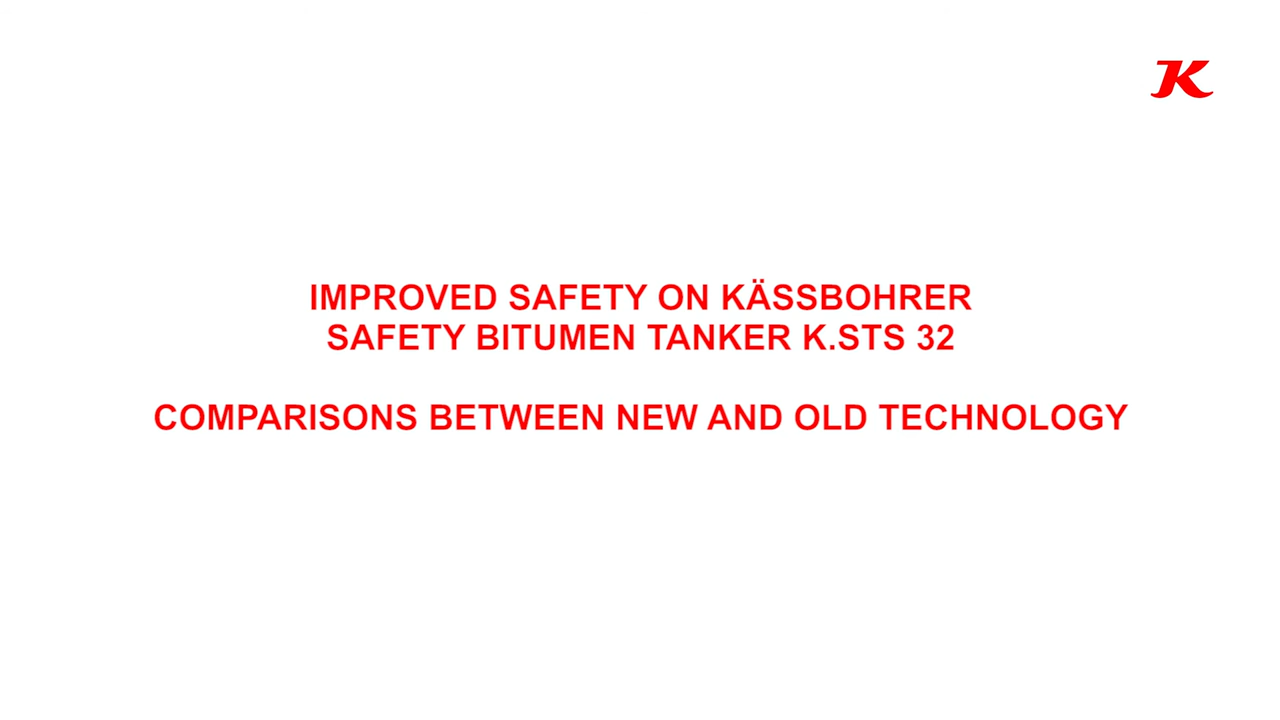 K
IMPROVED SAFETY ON KÄSSBOHRER
SAFETY BITUMEN TANKER K.STS 32
COMPARISONS BETWEEN NEW AND OLD TECHNOLOGY